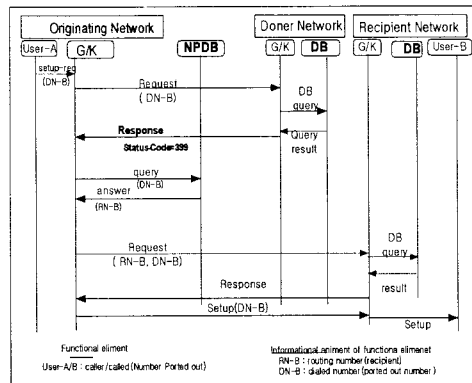 Originating Network
Doner Network
Recipient Network
User-A
G/K
NPDB
G/K
DB
G/K
DB
User-B
setup-req
(DN-B)
Request
( DN-B )
DB
query
Response
Status-Code=399
Query
result
query
(DN-B)
answer
(RN-B)
DB
query
Request
( RN-B, DN-B )
Response
result
Setup(DN-B)
Setup
Functional eliment
User-A/B : caller/called(Number Ported out)
Informational animent of functiona elimenet
RN-B : routing number(recipient)
DN-B : dialed number(ported out number)